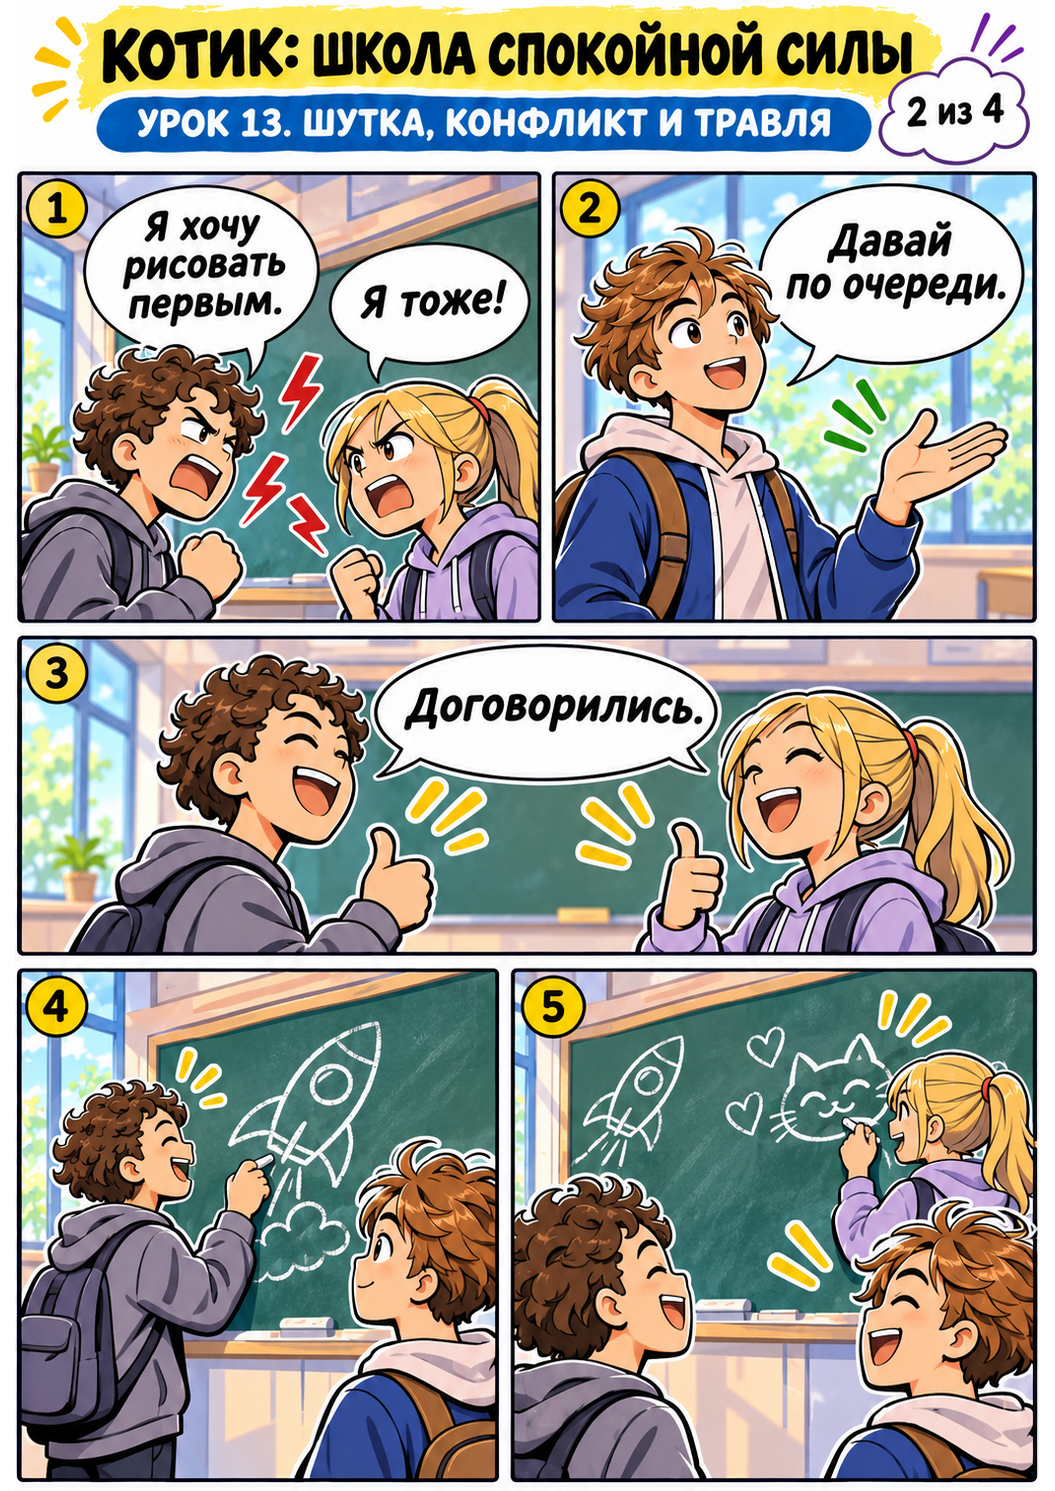 КОТИК: ШКОЛА СПОКОЙНОЙ СИЛЫ
УРОК 13. ШУТКА, КОНФЛИКТ И ТРАВЛЯ
2 из 4
1
Я хочу
рисовать
первым.
Я тоже!
2
Давай
по очереди.
3
Договорились.
4
5